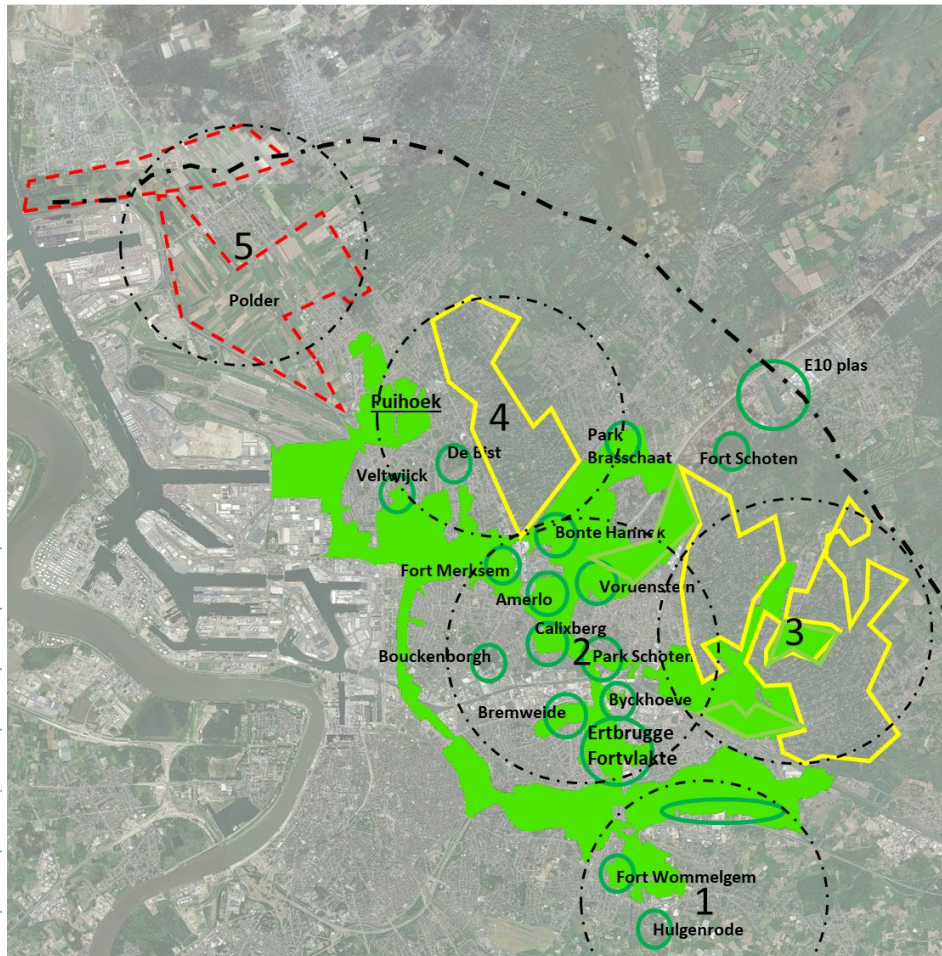 5
Polder
E10 plas
Puihoek
4
Park
Brasschaat
De Bist
Fort Schoten
Veltwijck
Bonte Hannek
Fort Merksem
Voruenstein
Amerlo
Calixberg
3
2
Bouckenborgh
Park Schoten
Byckhoeve
Bremweide
Ertbrugge
Fortvlakte
Fort Wommelgem
1
Hulgenrode